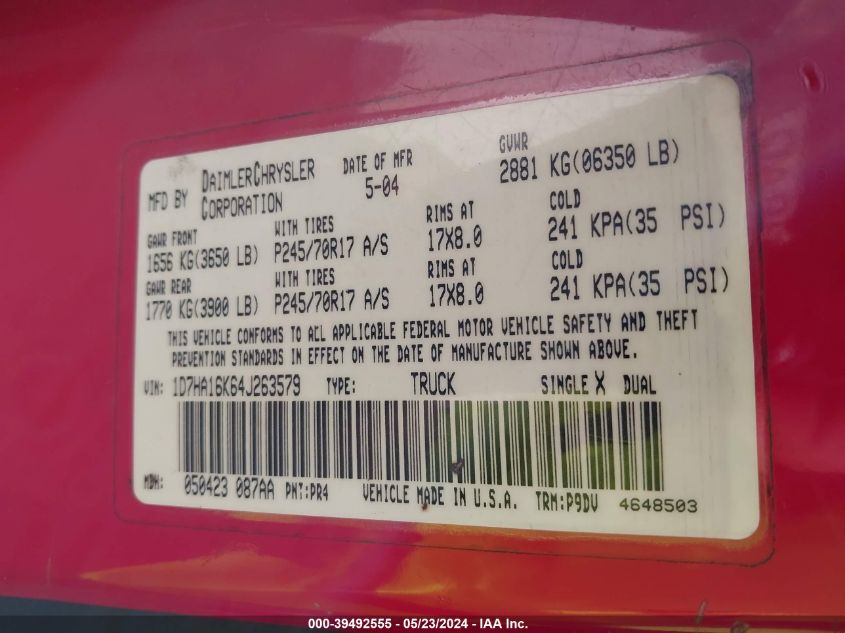 MFD BY DAIMLERCHRYSLER CORPORATION
DATE OF MFR 5-04
GVWR 2881 KG(06350 LB)
GAWR FRONT WITH TIRES RIMS AT COLD
1656 KG(3650 LB) P245/70R17 A/S 17X8.0 241 KPA(35 PSI)
GAWR REAR WITH TIRES RIMS AT COLD
1770 KG(3900 LB) P245/70R17 A/S 17X8.0 241 KPA(35 PSI)
THIS VEHICLE CONFORMS TO ALL APPLICABLE FEDERAL MOTOR VEHICLE SAFETY AND THEFT
PREVENTION STANDARDS IN EFFECT ON THE DATE OF MANUFACTURE SHOWN ABOVE.
VIN: 1D7HA16K64J263579 TYPE: TRUCK SINGLE X DUAL
MDH: 050423 087AA PNT:PR4 VEHICLE MADE IN U.S.A. TRM:P9DV 4648503
000-39492555 - 05/23/2024 - IAA Inc.